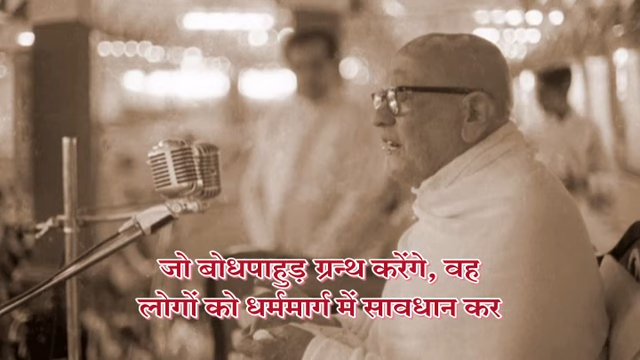 जो बोधपाहुड़ ग्रन्थ करेंगे, वह
लोगों को धर्ममार्ग में सावधान कर